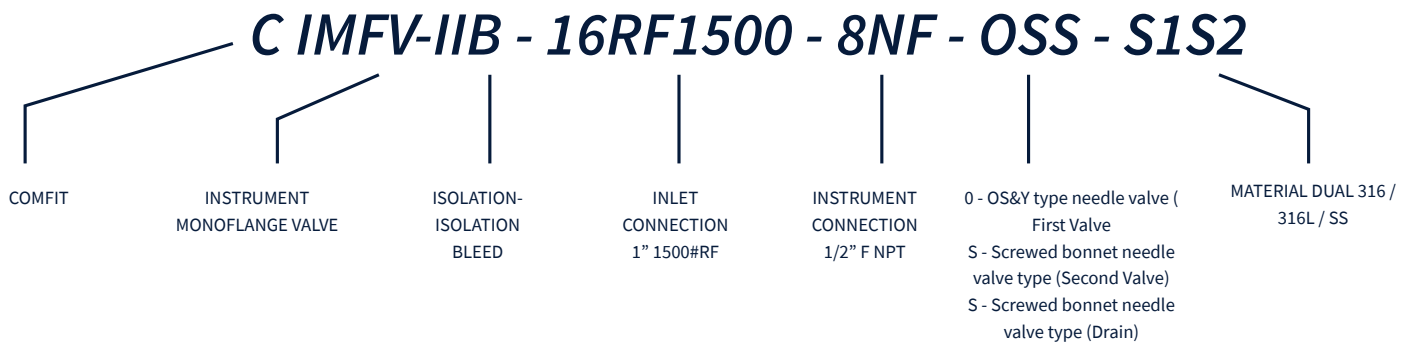 C IMFV-IIB - 16RF1500 - 8NF - OSS - S1S2
COMFIT
INSTRUMENT
MONOFLANGE VALVE
ISOLATION-
ISOLATION
BLEED
INLET
CONNECTION
1” 1500#RF
INSTRUMENT
CONNECTION
1/2” F NPT
0 - OS&Y type needle valve (
First Valve
S - Screwed bonnet needle
valve type (Second Valve)
S - Screwed bonnet needle
valve type (Drain)
MATERIAL DUAL 316 /
316L / SS